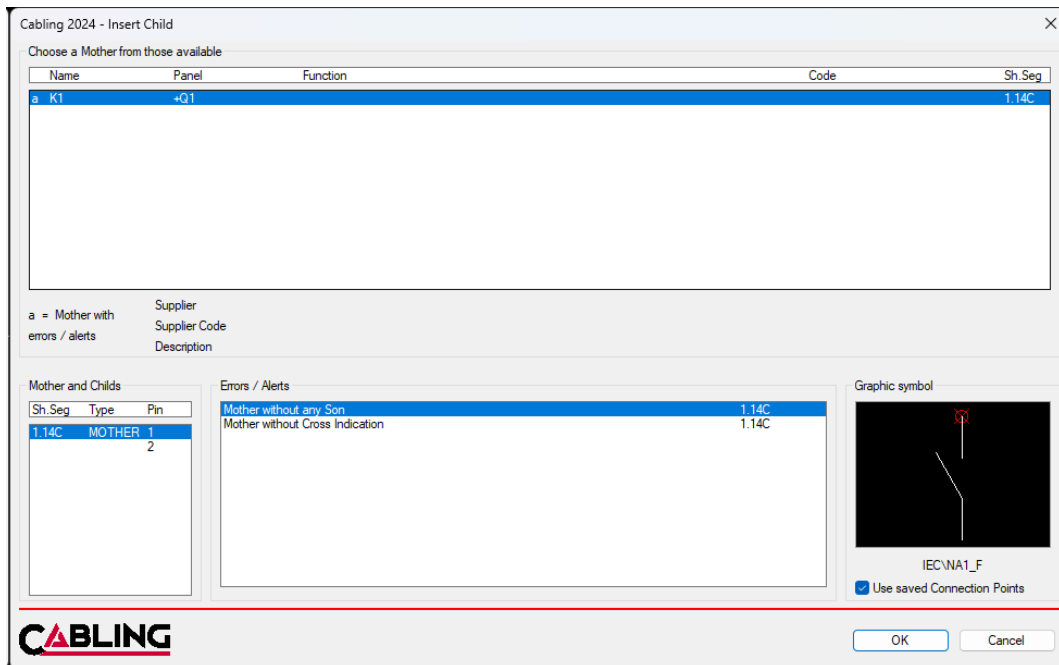 Cabling 2024 - Insert Child
Choose a Mother from those available
Name Panel Function Code Sh.Seg
a K1 +Q1 1.14C
a = Mother with
errors / alerts
Supplier
Supplier Code
Description
Mother and Childs
Sh.Seg Type Pin
1.14C MOTHER 1
2
Errors / Alerts
Mother without any Son 1.14C
Mother without Cross Indication 1.14C
Graphic symbol
IEC\NA1_F
Use saved Connection Points
CABLING
OK Cancel